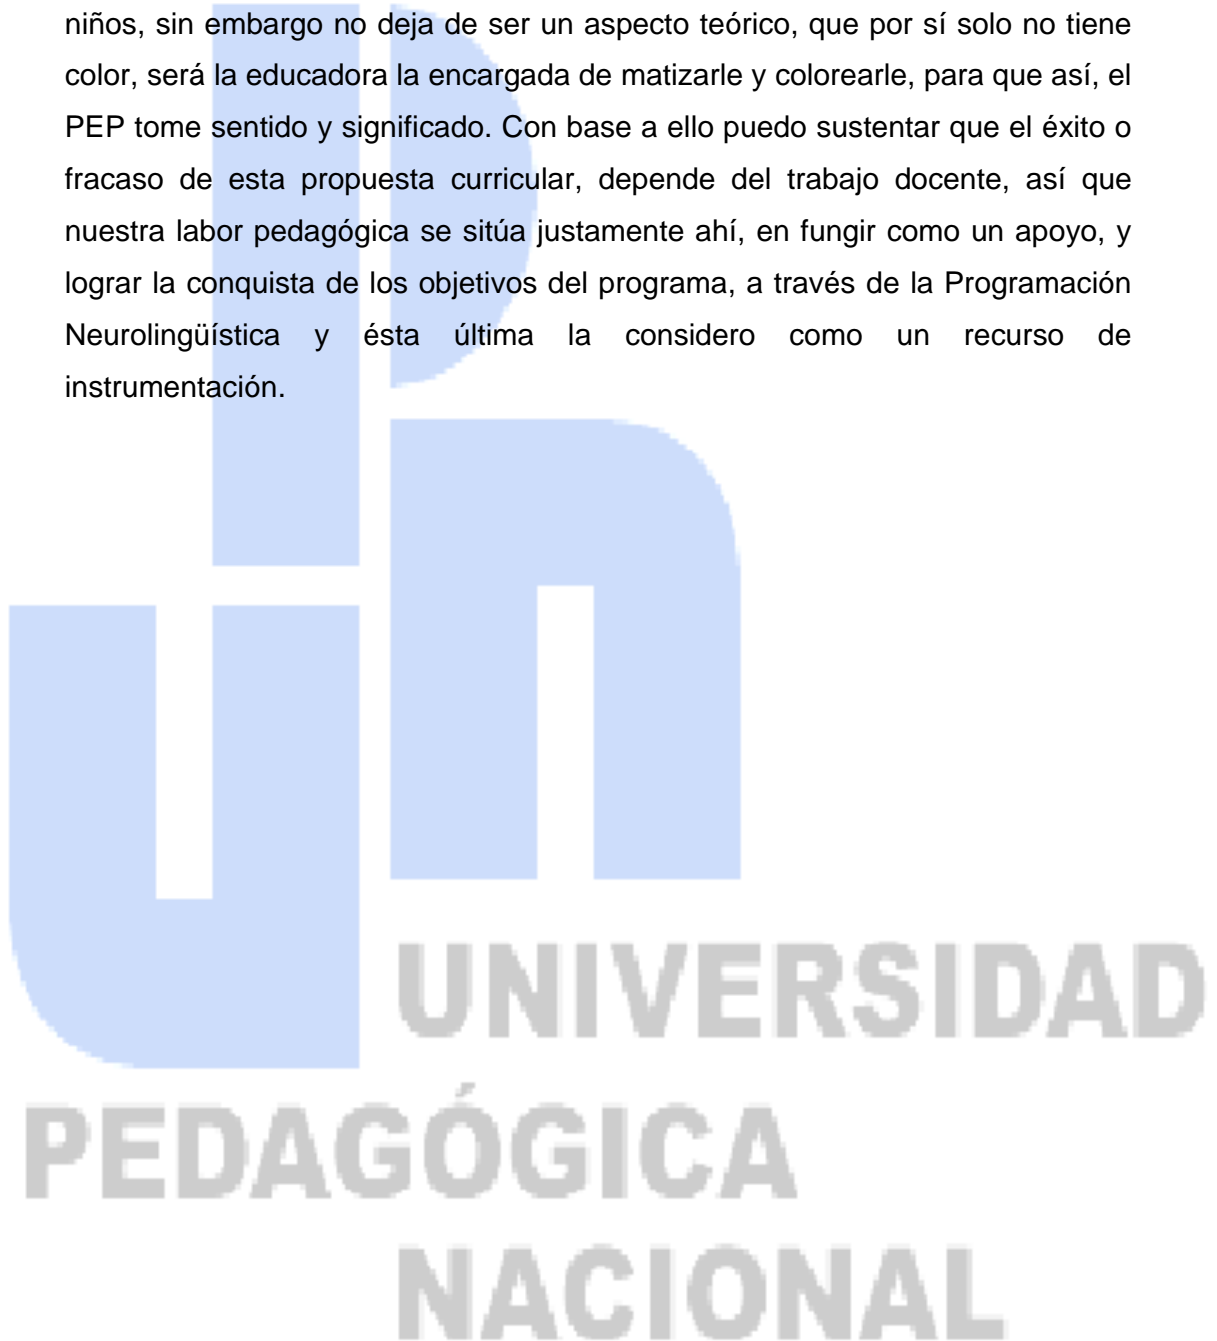 niños, sin embargo no deja de ser un aspecto teórico, que por sí solo no tiene
color, será la educadora la encargada de matizarle y colorearle, para que así, el
PEP tome sentido y significado. Con base a ello puedo sustentar que el éxito o
fracaso de esta propuesta curricular, depende del trabajo docente, así que
nuestra labor pedagógica se sitúa justamente ahí, en fungir como un apoyo, y
lograr la conquista de los objetivos del programa, a través de la Programación
Neurolingüística y ésta última la considero como un recurso de
instrumentación.
UNIVERSIDAD
PEDAGÓGICA
NACIONAL